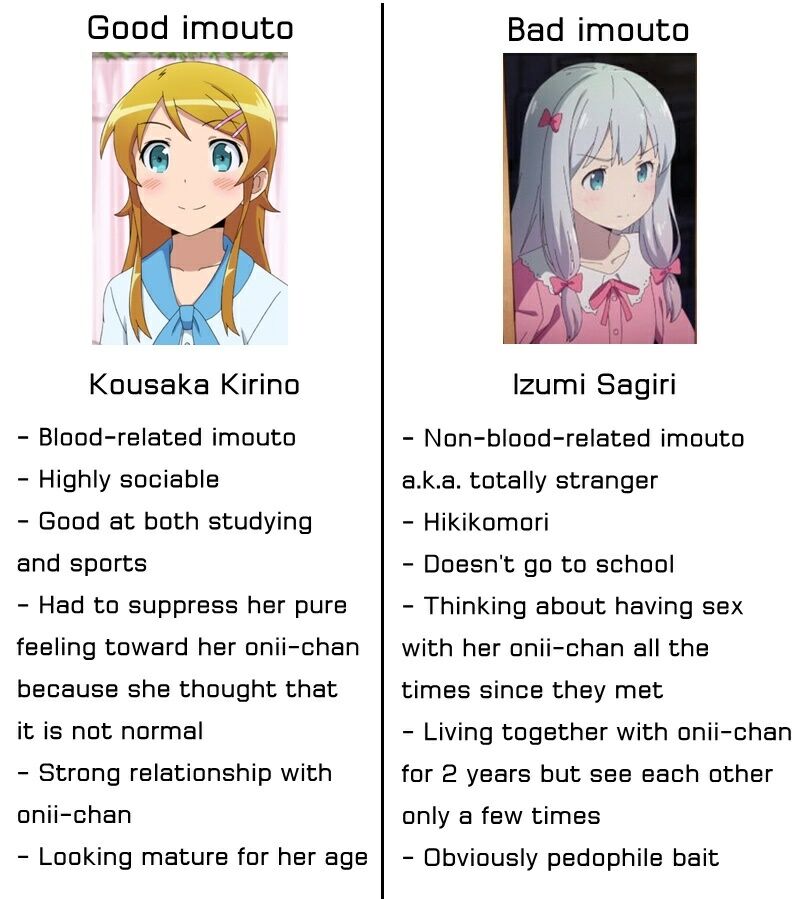 Good imouto
Kousaka Kirino
- Blood-related imouto
- Highly sociable
- Good at both studying
and sports
- Had to suppress her pure
feeling toward her onii-chan
because she thought that
it is not normal
- Strong relationship with
onii-chan
- Looking mature for her age
Bad imouto
Izumi Sagiri
- Non-blood-related imouto
a.k.a. totally stranger
- Hikikomori
- Doesn't go to school
- Thinking about having sex
with her onii-chan all the
times since they met
- Living together with onii-chan
for 2 years but see each other
only a few times
- Obviously pedophile bait